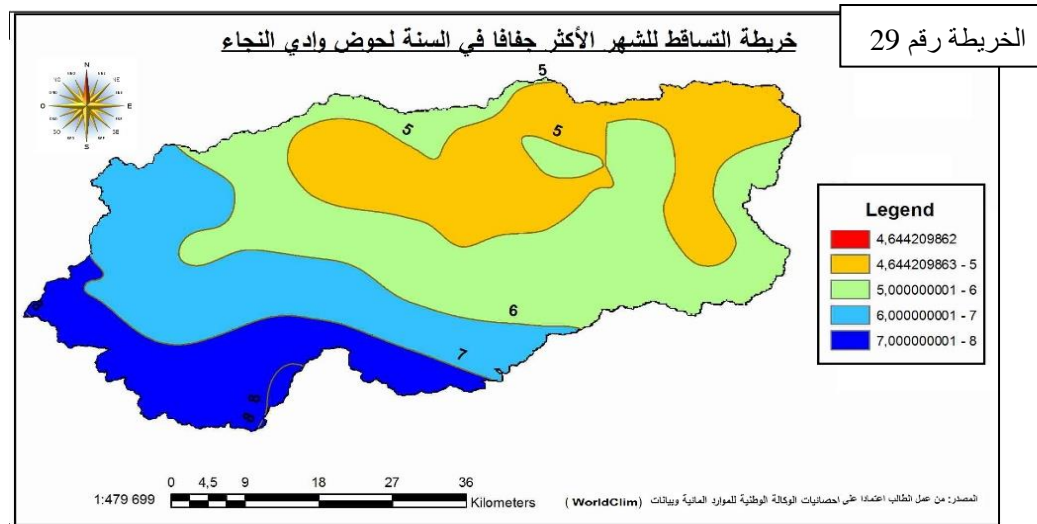 الخريطة رقم 29
خريطة التساقط للشهر الأكثر جفافا في السنة لحوض وادي النجاء
N
O
E
S
5
5
5
6
7
8
8
Legend
4,644209862
4,644209863 - 5
5,000000001 - 6
6,000000001 - 7
7,000000001 - 8
1:479 699
0 4,5 9 18 27 36
Kilometers
المصدر: من عمل الطالب اعتمادا على احصائيات الوكالة الوطنية للموارد المائية وبيانات (WorldClim )